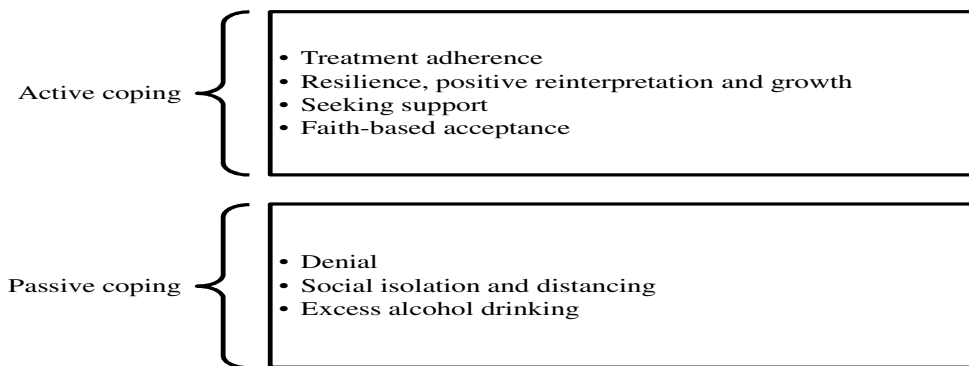 Active coping
• Treatment adherence
• Resilience, positive reinterpretation and growth
• Seeking support
• Faith-based acceptance
Passive coping
• Denial
• Social isolation and distancing
• Excess alcohol drinking